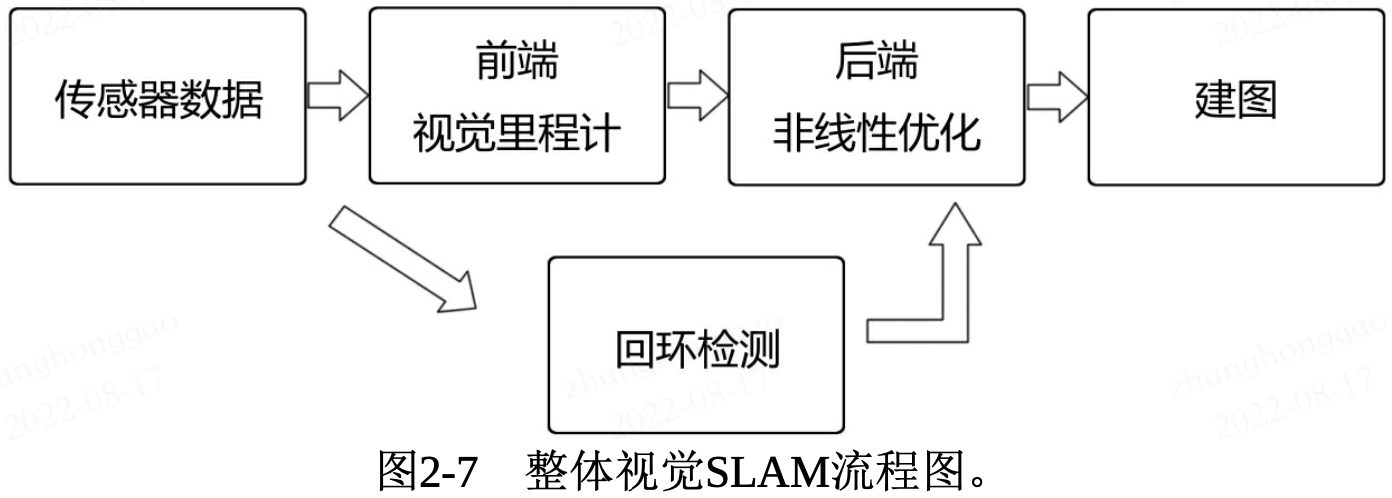 传感器数据
前端
视觉里程计
后端
非线性优化
建图
回环检测
图2-7 整体视觉SLAM流程图。
zhanghonggao
2022-08-17
zhanghonggao
2022-08-17
zhanghonggao
2022-08-17